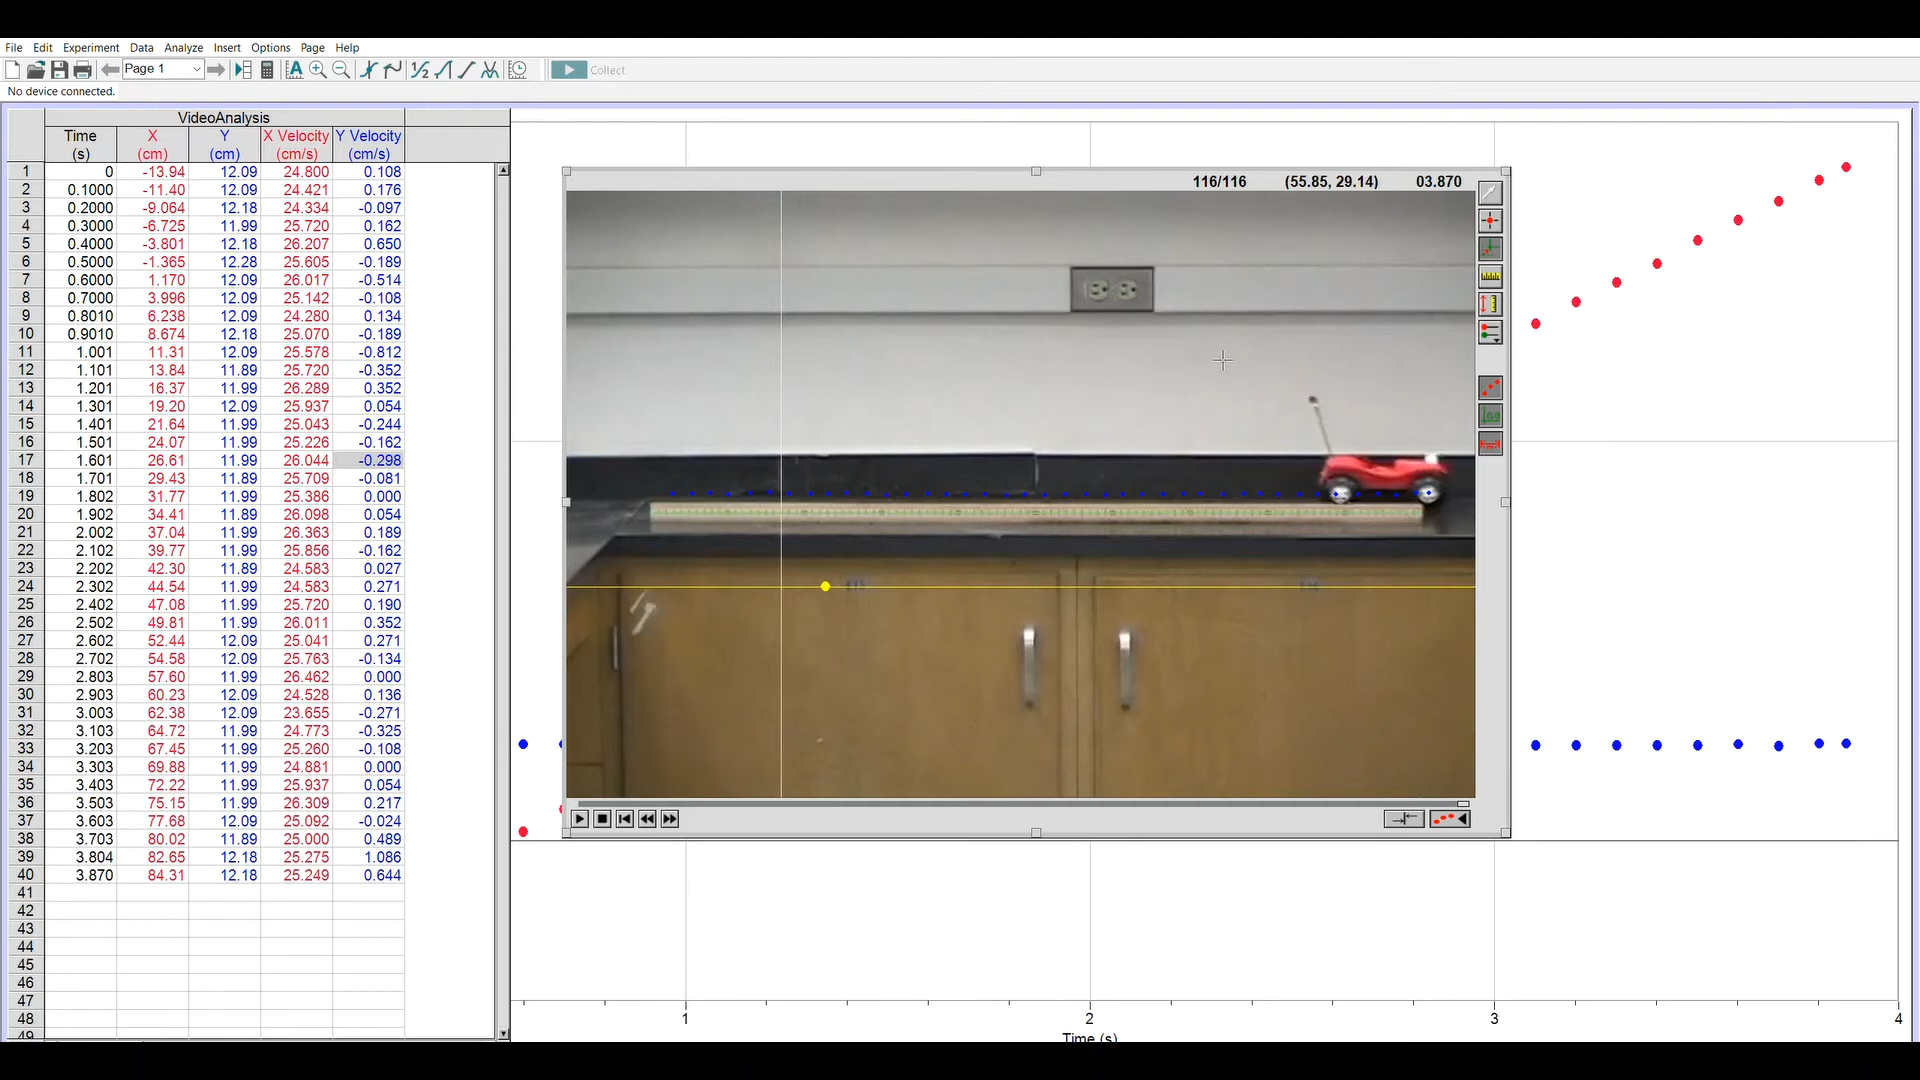 File Edit Experiment Data Analyze Insert Options Page Help
Page 1 Collect
No device connected.
VideoAnalysis
Time X Y X Velocity Y Velocity
(s) (cm) (cm) (cm/s) (cm/s)
1 0 -13.94 12.09 24.800 0.108
2 0.1000 -11.40 12.09 24.421 0.176
3 0.2000 -9.064 12.18 24.334 -0.097
4 0.3000 -6.725 11.99 25.720 0.162
5 0.4000 -3.801 12.18 26.207 0.650
6 0.5000 -1.365 12.28 25.605 -0.189
7 0.6000 1.170 12.09 26.017 -0.514
8 0.7000 3.996 12.09 25.142 -0.108
9 0.8010 6.238 12.09 24.280 0.134
10 0.9010 8.674 12.18 25.070 -0.189
11 1.001 11.31 12.09 25.578 -0.812
12 1.101 13.84 11.89 25.720 -0.352
13 1.201 16.37 11.99 26.289 0.352
14 1.301 19.20 12.09 25.937 0.054
15 1.401 21.64 11.99 25.043 -0.244
16 1.501 24.07 11.99 25.226 -0.162
17 1.601 26.61 11.99 26.044 -0.298
18 1.701 29.43 11.89 25.709 -0.081
19 1.802 31.77 11.99 25.386 0.000
20 1.902 34.41 11.89 26.098 0.054
21 2.002 37.04 11.99 26.363 0.189
22 2.102 39.77 11.99 25.856 -0.162
23 2.202 42.30 11.89 24.583 0.027
24 2.302 44.54 11.99 24.583 0.271
25 2.402 47.08 11.99 25.720 0.190
26 2.502 49.81 11.99 26.011 0.352
27 2.602 52.44 12.09 25.041 0.271
28 2.702 54.58 12.09 25.763 -0.134
29 2.803 57.60 11.99 26.462 0.000
30 2.903 60.23 12.09 24.528 0.136
31 3.003 62.38 12.09 23.655 -0.271
32 3.103 64.72 11.99 24.773 -0.325
33 3.203 67.45 11.99 25.260 -0.108
34 3.303 69.88 11.99 24.881 0.000
35 3.403 72.22 11.99 25.937 0.054
36 3.503 75.15 11.99 26.309 0.217
37 3.603 77.68 12.09 25.092 -0.024
38 3.703 80.02 11.89 25.000 0.489
39 3.804 82.65 12.18 25.275 1.086
40 3.870 84.31 12.18 25.249 0.644
41
42
43
44
45
46
47
48
49
116/116 (55.85, 29.14) 03.870
1 2 3 4
Time (s)